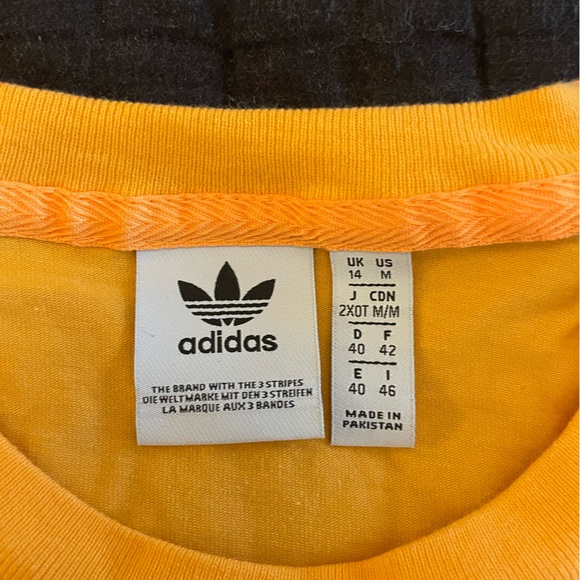 adidas
THE BRAND WITH THE 3 STRIPES
DIE WELTMARKE MIT DEN 3 STREIFEN
LA MARQUE AUX 3 BANDES
UK US
14 M
J CDN
2XOT M/M
D F
40 42
E I
40 46
MADE IN
PAKISTAN